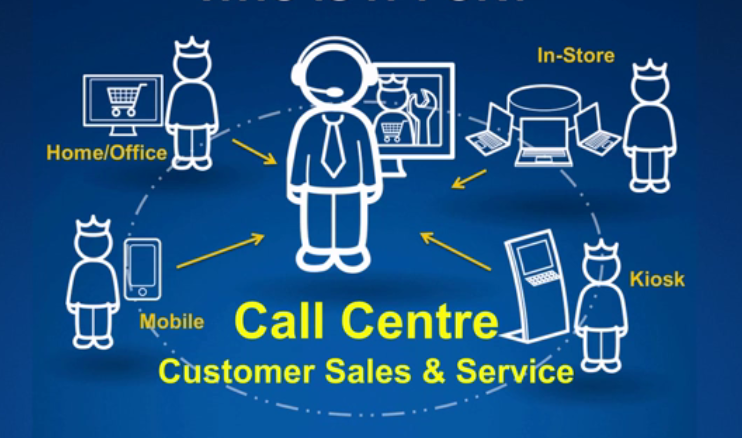 In-Store
Home/Office
Kiosk
Mobile
Call Centre
Customer Sales & Service